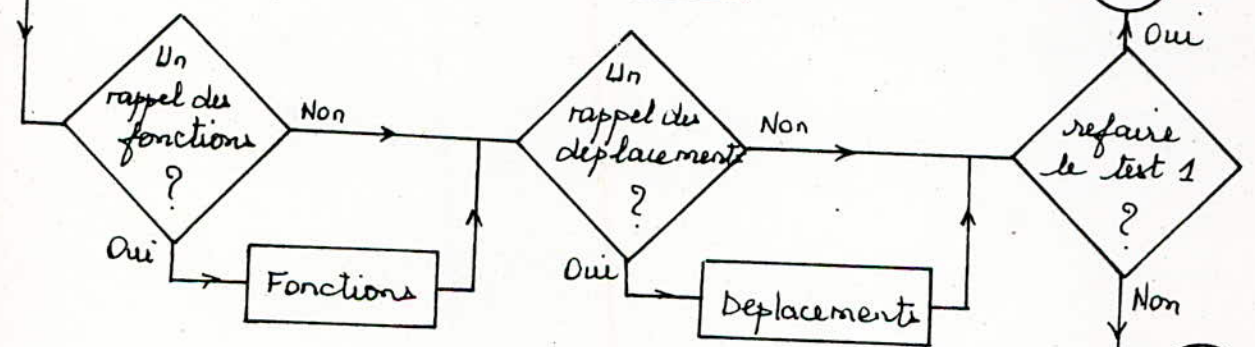 Un
rappel des
fonctions
?
Non
Oui
Fonctions
Un
rappel des
déplacements
?
Non
Oui
Deplacements
Oui
refaire
le test 1
?
Non